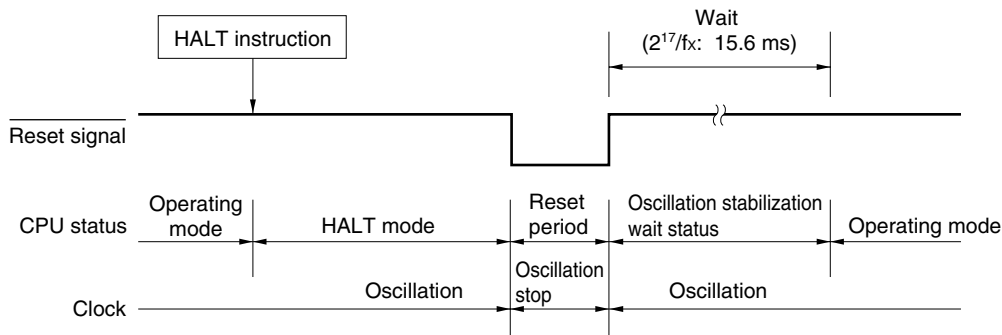 Wait
(2¹⁷/fx: 15.6 ms)
HALT instruction
Reset signal
CPU status
Operating
mode
HALT mode
Reset
period
Oscillation stabilization
wait status
Operating mode
Clock
Oscillation
Oscillation
stop
Oscillation